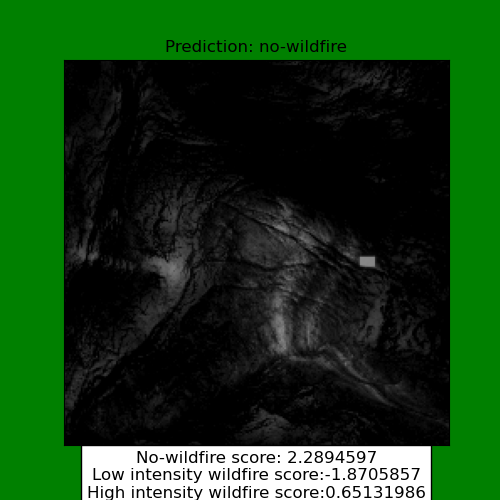 Prediction: no-wildfire
No-wildfire score: 2.2894597
Low intensity wildfire score:-1.8705857
High intensity wildfire score:0.65131986